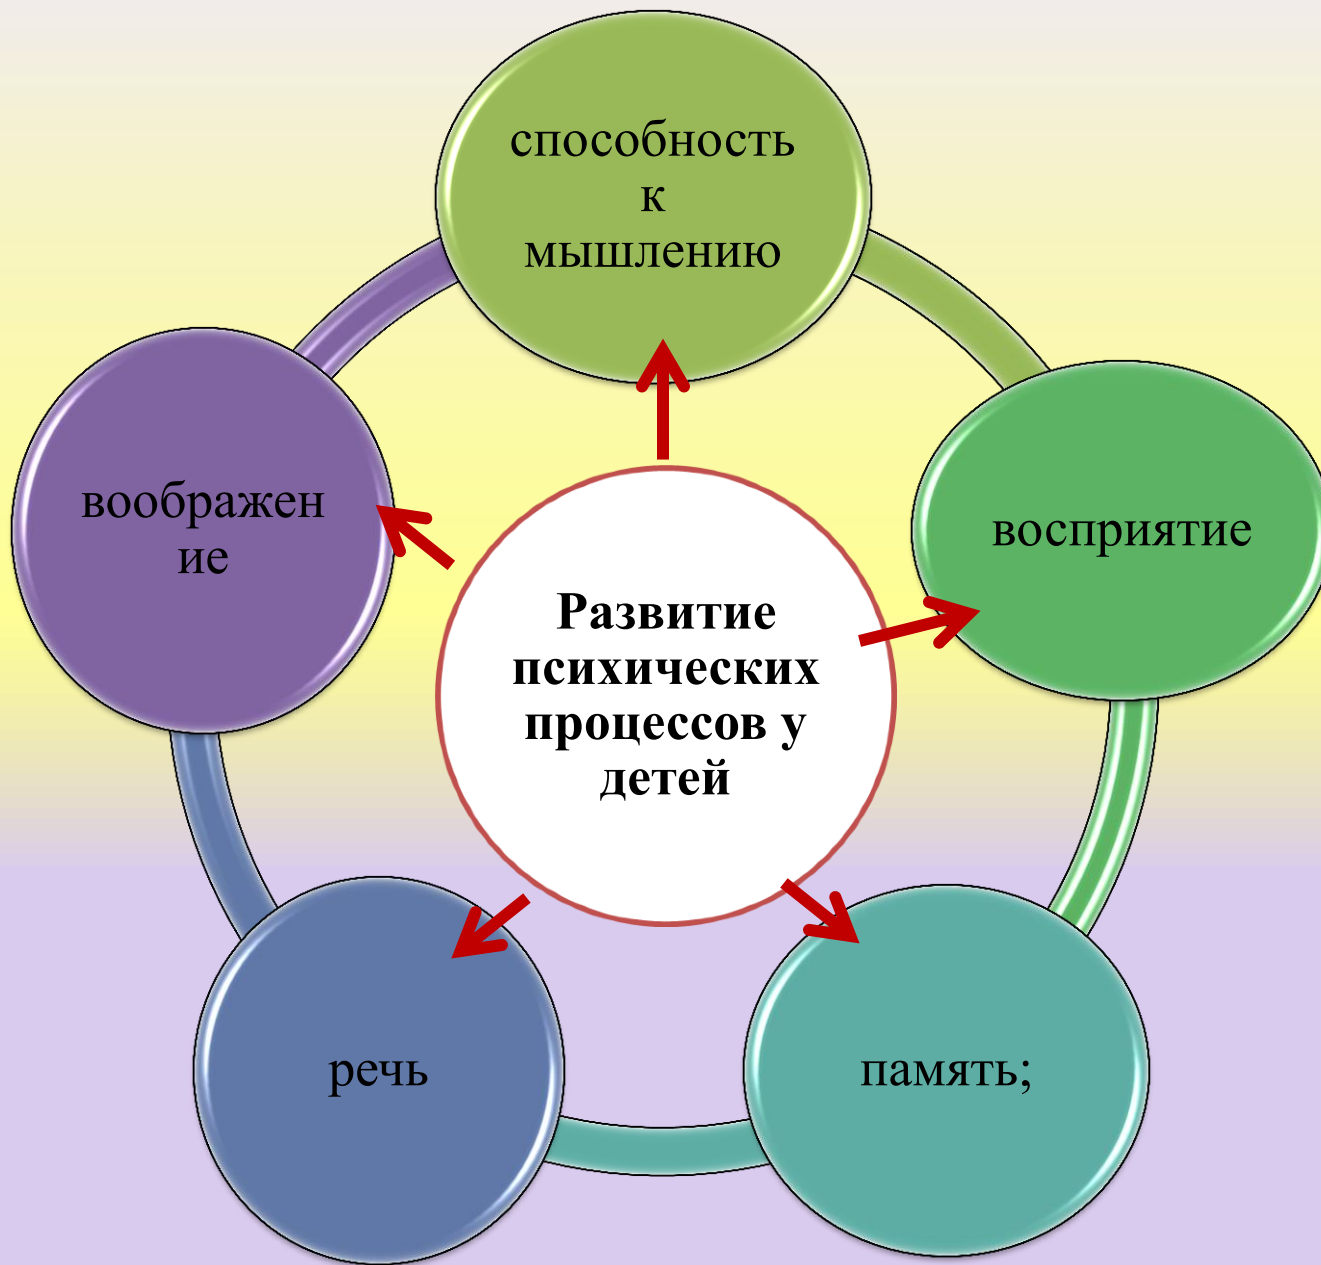 способность
к
мышлению
восприятие
память;
речь
воображен
ие
Развитие
психических
процессов у
детей